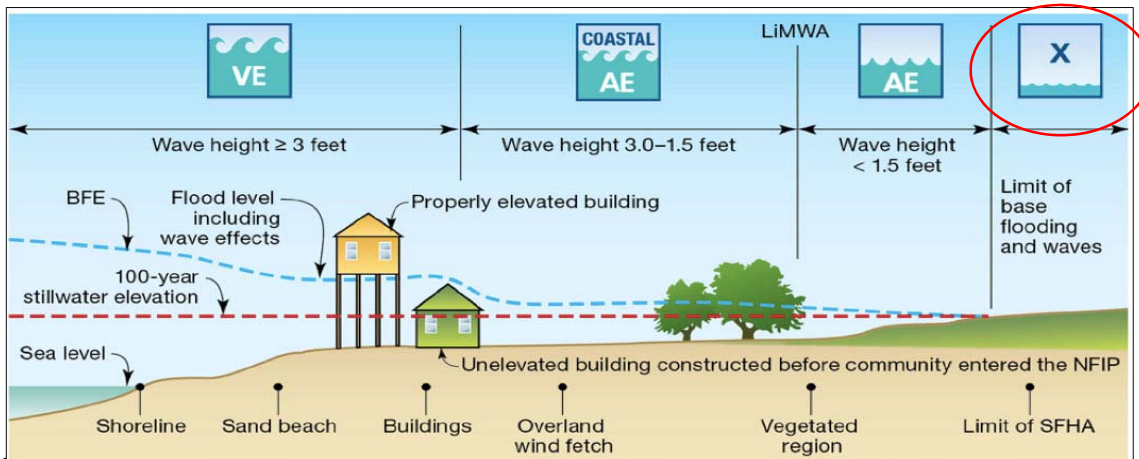 VE
COASTAL
AE
LiMWA
AE
X
Wave height ≥ 3 feet
Wave height 3.0–1.5 feet
Wave height
< 1.5 feet
BFE
Flood level
including
wave effects
Properly elevated building
Limit of
base
flooding
and waves
100-year
stillwater elevation
Sea level
Unelevated building constructed before community entered the NFIP
Shoreline
Sand beach
Buildings
Overland
wind fetch
Vegetated
region
Limit of SFHA